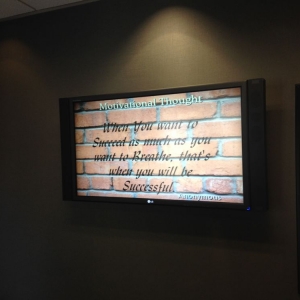 Motivational Thought
When You want to
Succeed as much as you
want to Breathe, that's
when you will be
Successful.
Anonymous
LG